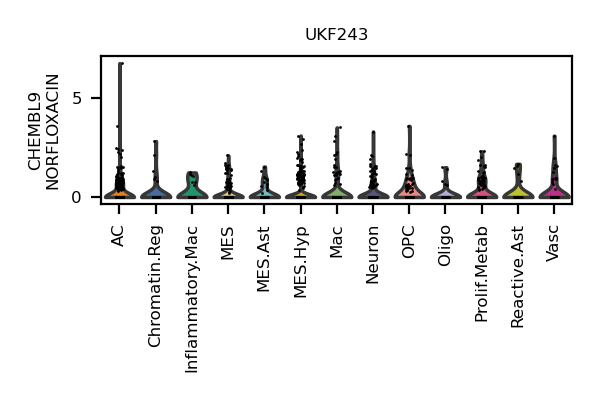 UKF243
CHEMBL9
NORFLOXACIN
5
0
AC
Chromatin.Reg
Inflammatory.Mac
MES
MES.Ast
MES.Hyp
Mac
Neuron
OPC
Oligo
Prolif.Metab
Reactive.Ast
Vasc